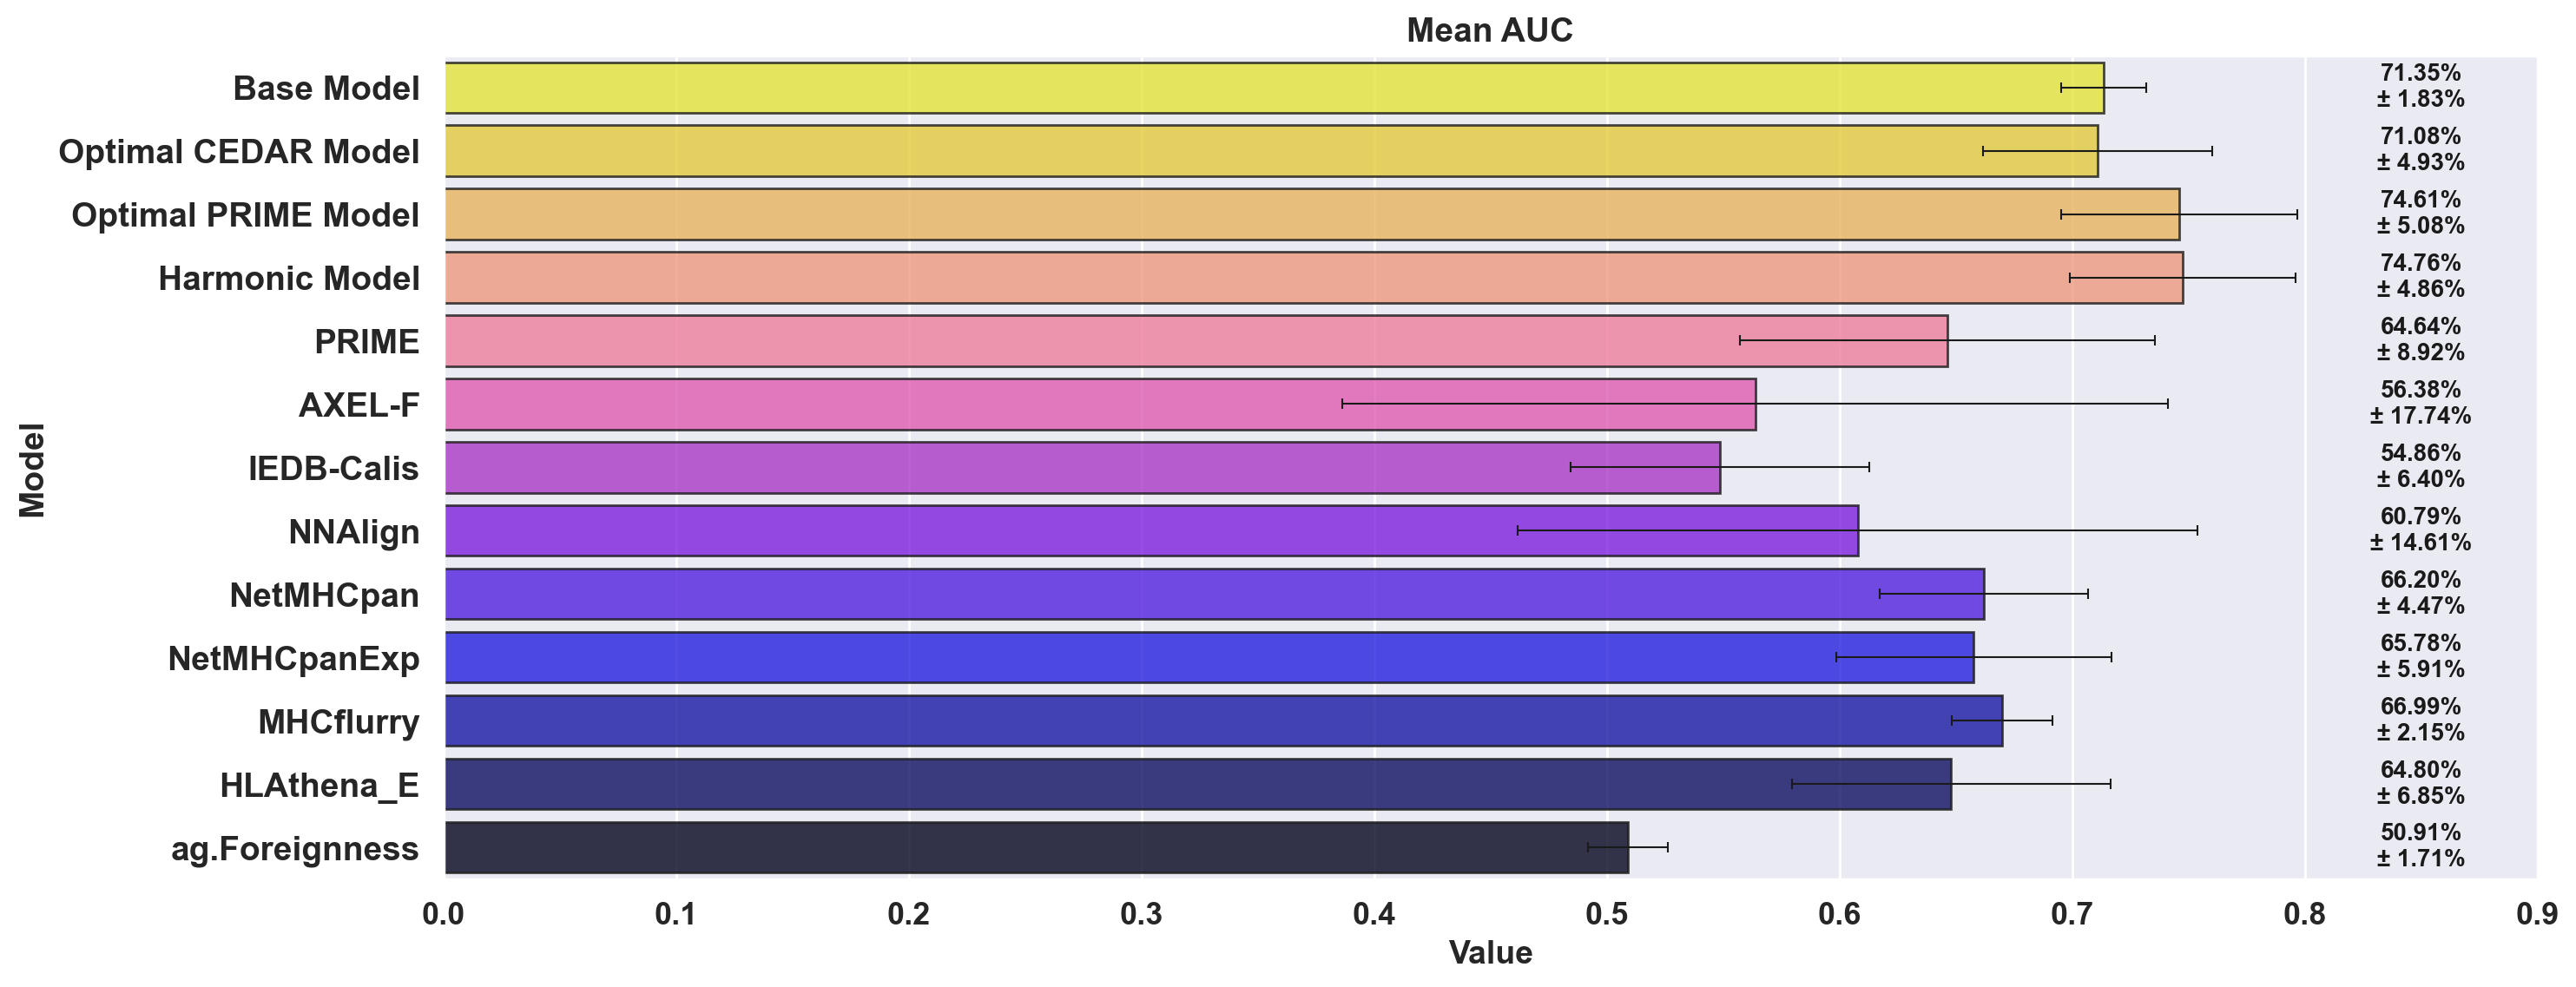 Mean AUC
Model
Base Model
71.35%
± 1.83%
Optimal CEDAR Model
71.08%
± 4.93%
Optimal PRIME Model
74.61%
± 5.08%
Harmonic Model
74.76%
± 4.86%
PRIME
64.64%
± 8.92%
AXEL-F
56.38%
± 17.74%
IEDB-Calis
54.86%
± 6.40%
NNAlign
60.79%
± 14.61%
NetMHCpan
66.20%
± 4.47%
NetMHCpanExp
65.78%
± 5.91%
MHCflurry
66.99%
± 2.15%
HLAthena_E
64.80%
± 6.85%
ag.Foreignness
50.91%
± 1.71%
0.0 0.1 0.2 0.3 0.4 0.5 0.6 0.7 0.8 0.9
Value